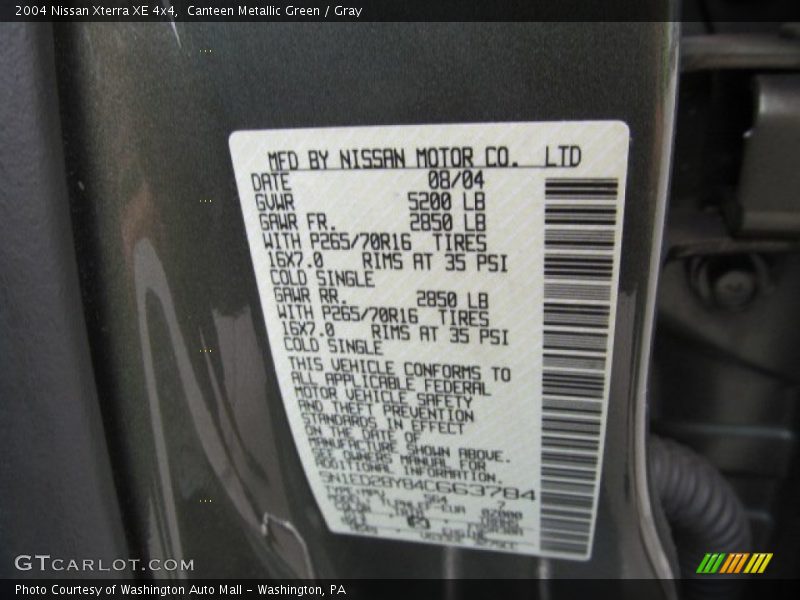 2004 Nissan Xterra XE 4x4,  Canteen Metallic Green / Gray
MFD BY NISSAN MOTOR CO. LTD
DATE 08/04
GVWR 5200 LB
GAWR FR. 2850 LB
WITH P265/70R16 TIRES
16X7.0 RIMS AT 35 PSI
COLD SINGLE
GAWR RR. 2850 LB
WITH P265/70R16 TIRES
16X7.0 RIMS AT 35 PSI
COLD SINGLE
THIS VEHICLE CONFORMS TO
ALL APPLICABLE FEDERAL
MOTOR VEHICLE SAFETY
AND THEFT PREVENTION
STANDARDS IN EFFECT
ON THE DATE OF
MANUFACTURE SHOWN ABOVE.
SEE OWNERS MANUAL FOR
ADDITIONAL INFORMATION.
5N1ED28Y84C663784
GTCARLOT.COM
Photo Courtesy of Washington Auto Mall - Washington, PA